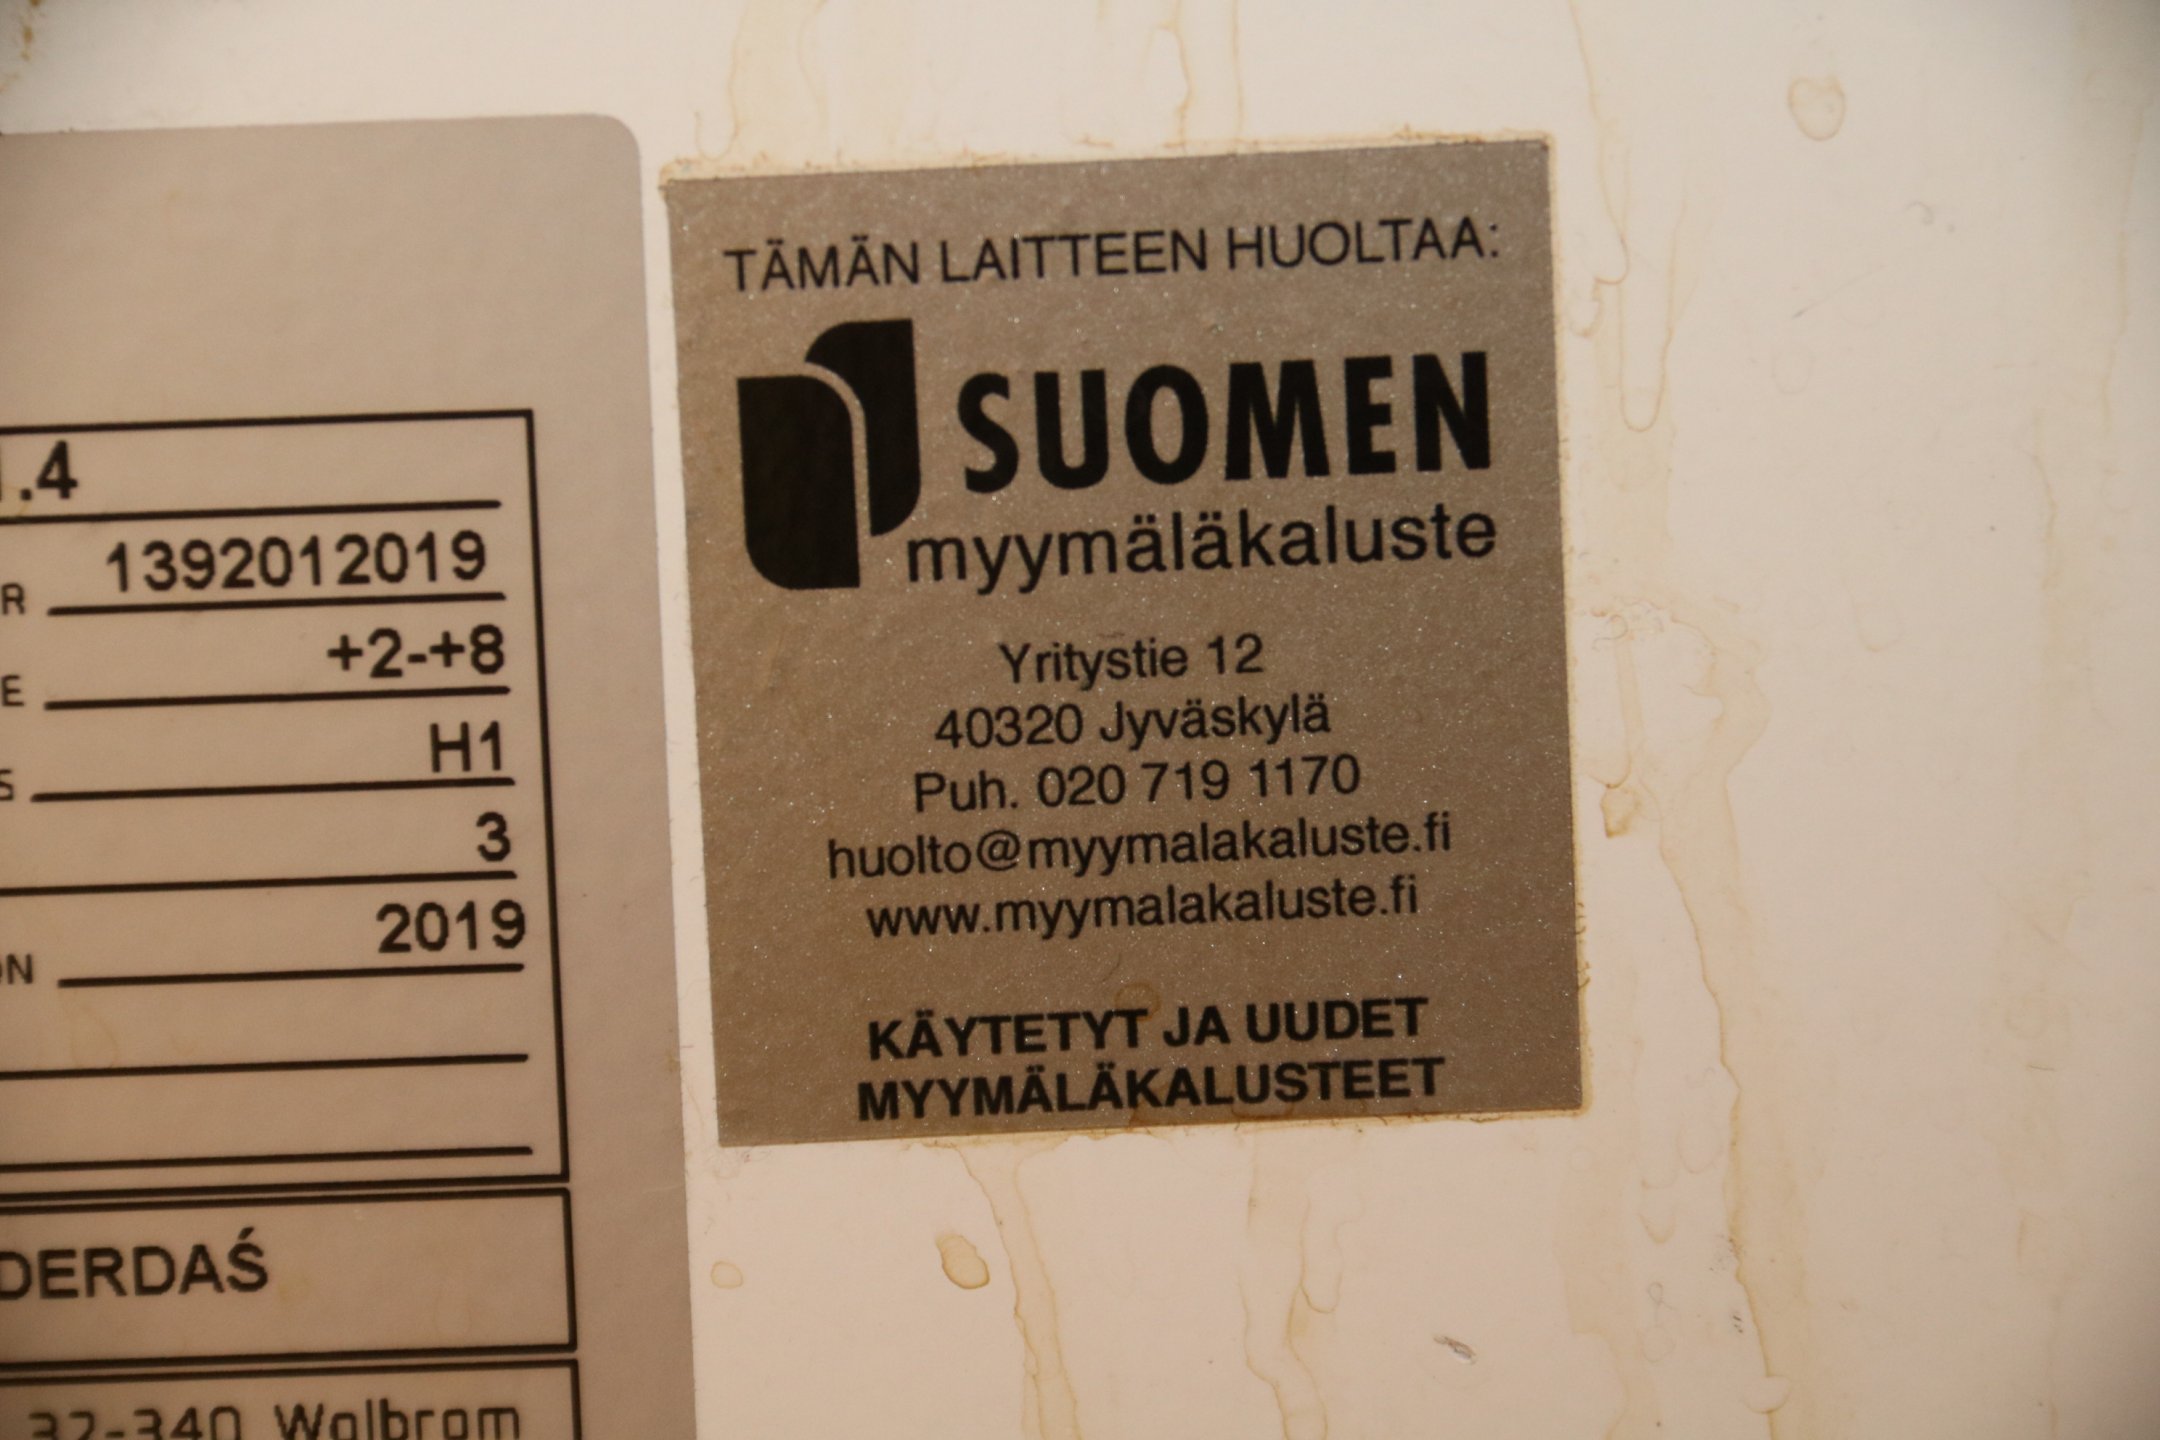 .4
R 1392012019
E +2-+8
S H1
3
ON 2019
DERDAŚ
32-340 Wolbrom
TÄMÄN LAITTEEN HUOLTAA:
SUOMEN
myymäläkaluste
Yritystie 12
40320 Jyväskylä
Puh. 020 719 1170
huolto@myymalakaluste.fi
www.myymalakaluste.fi
KÄYTETYT JA UUDET
MYYMÄLÄKALUSTEET